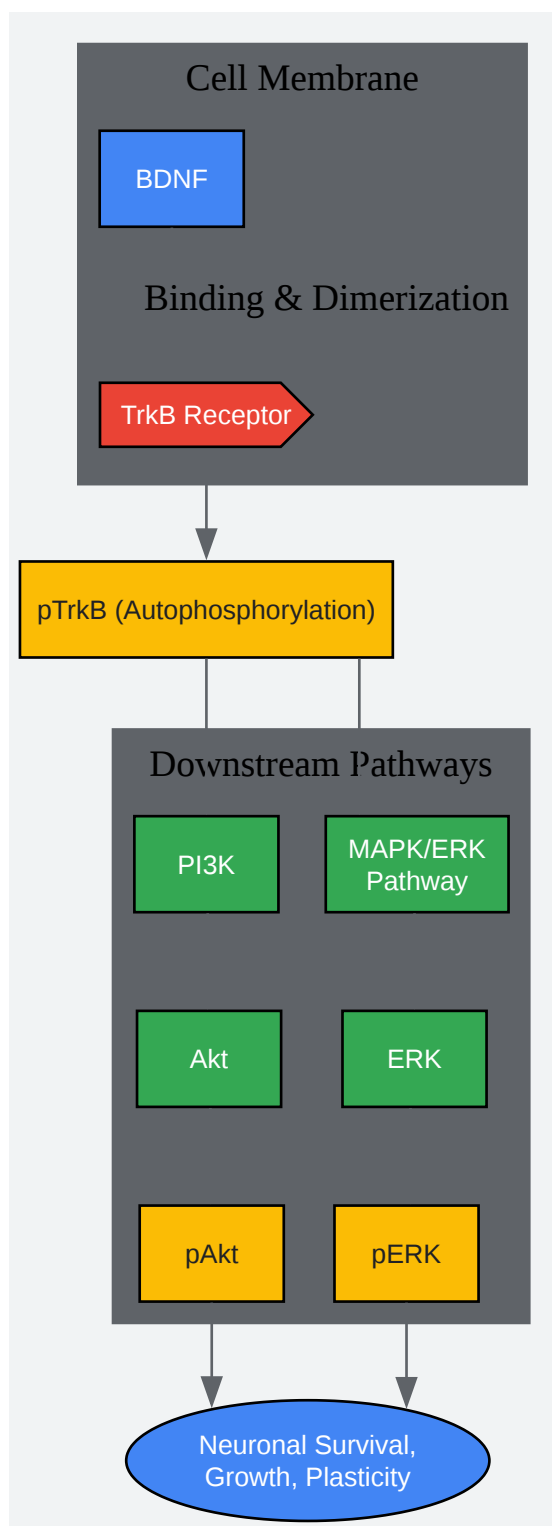 Cell Membrane
BDNF
Binding & Dimerization
TrkB Receptor
pTrkB (Autophosphorylation)
Downstream Pathways
PI3K
MAPK/ERK
Pathway
Akt
ERK
pAkt
pERK
Neuronal Survival,
Growth, Plasticity